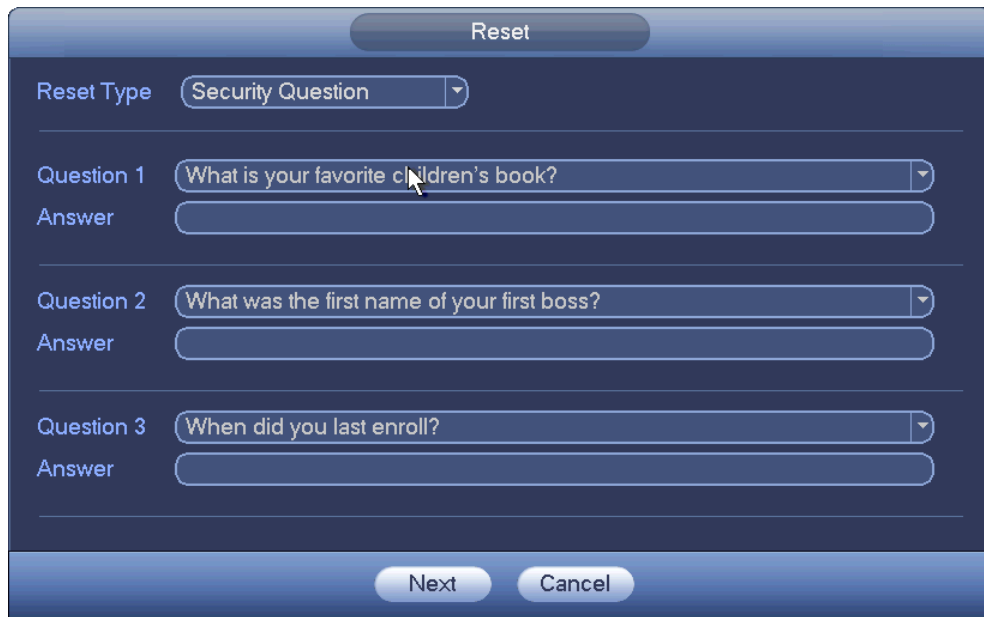 Reset
Reset Type Security Question
Question 1 What is your favorite children's book?
Answer
Question 2 What was the first name of your first boss?
Answer
Question 3 When did you last enroll?
Answer
Next Cancel